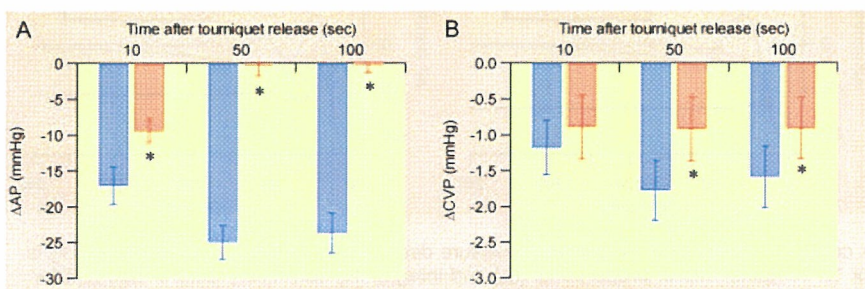 A
Time after tourniquet release (sec)
10 50 100
0
-5
-10
-15
-20
-25
-30
ΔAP (mmHg)
*
*
*
B
Time after tourniquet release (sec)
10 50 100
0.0
-0.5
-1.0
-1.5
-2.0
-2.5
-3.0
ΔCVP (mmHg)
*
*